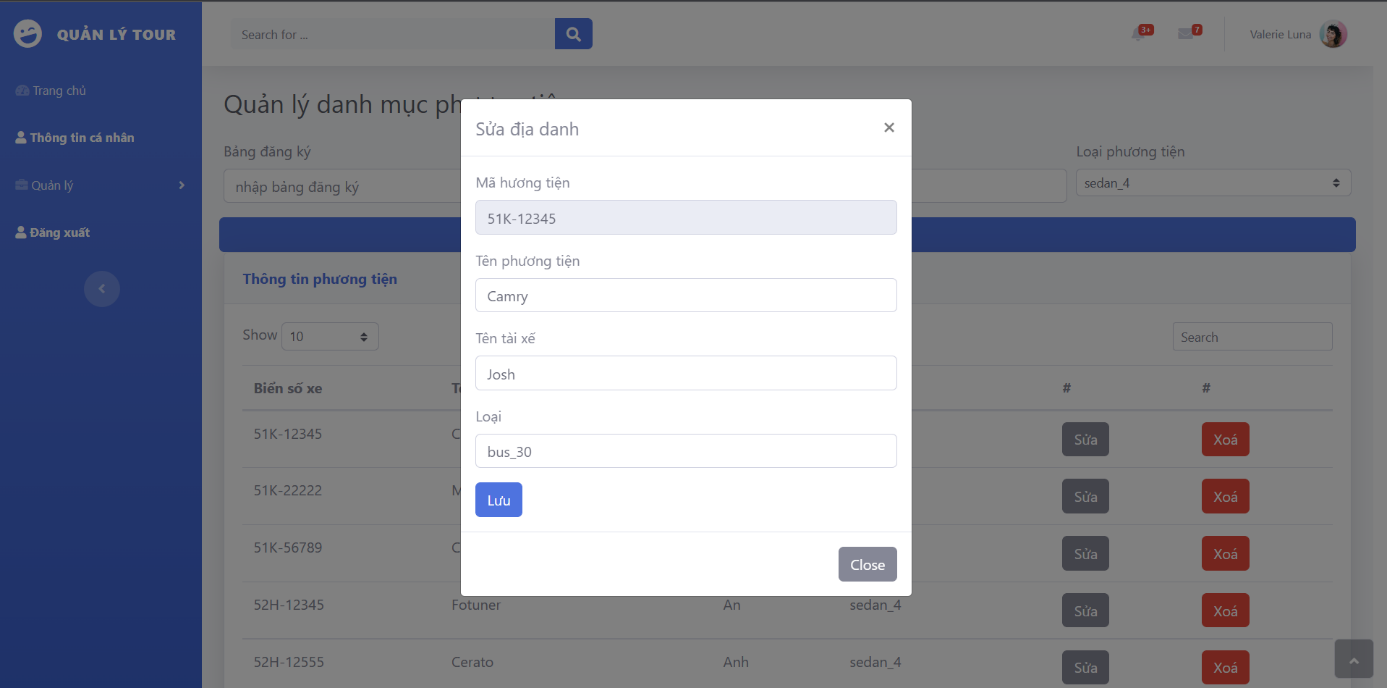 QUẢN LÝ TOUR
Search for ...
3+
7
Valerie Luna
Trang chủ
Thông tin cá nhân
Quản lý
Đăng xuất
Quản lý danh mục
Bảng đăng ký
nhập bảng đăng ký
Loại phương tiện
sedan_4
Thông tin phương tiện
Show 10
Search
Biển số xe # #
51K-12345 Sửa Xoá
51K-22222 Sửa Xoá
51K-56789 Sửa Xoá
52H-12345 Fotuner An sedan_4 Sửa Xoá
52H-12555 Cerato Anh sedan_4 Sửa Xoá
Sửa địa danh
×
Mã hương tiện
51K-12345
Tên phương tiện
Camry
Tên tài xế
Josh
Loại
bus_30
Lưu
Close